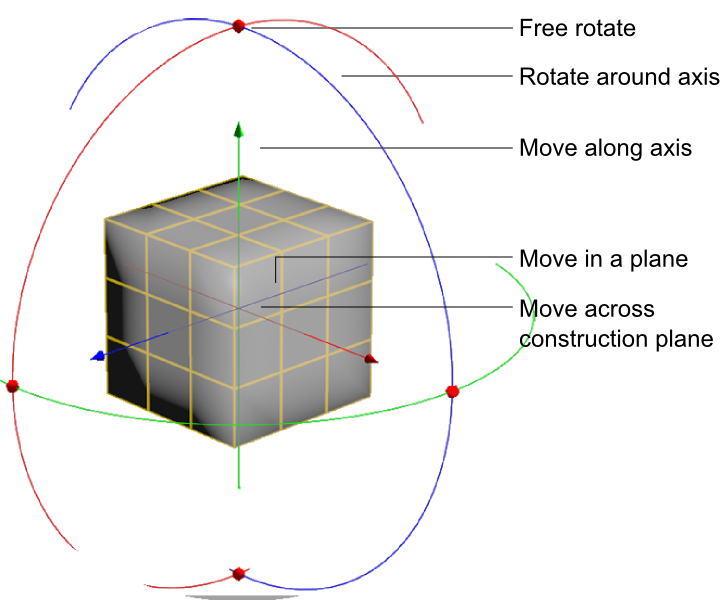 Free rotate
Rotate around axis
Move along axis
Move in a plane
Move across
construction plane